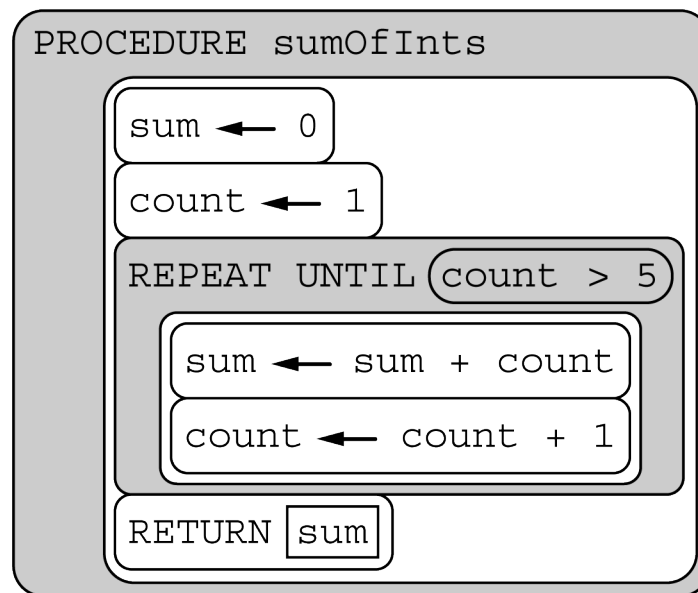 PROCEDURE sumOfInts
sum ← 0
count ← 1
REPEAT UNTIL count > 5
sum ← sum + count
count ← count + 1
RETURN sum